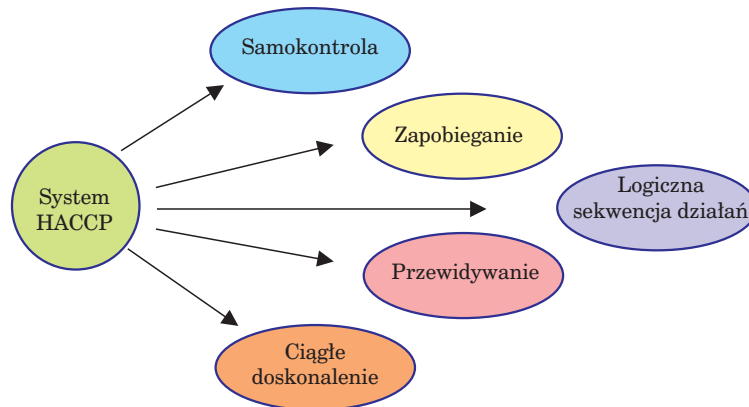 Samokontrola
Zapobieganie
System
HACCP
Logiczna
sekwencja działań
Przewidywanie
Ciągłe
doskonalenie